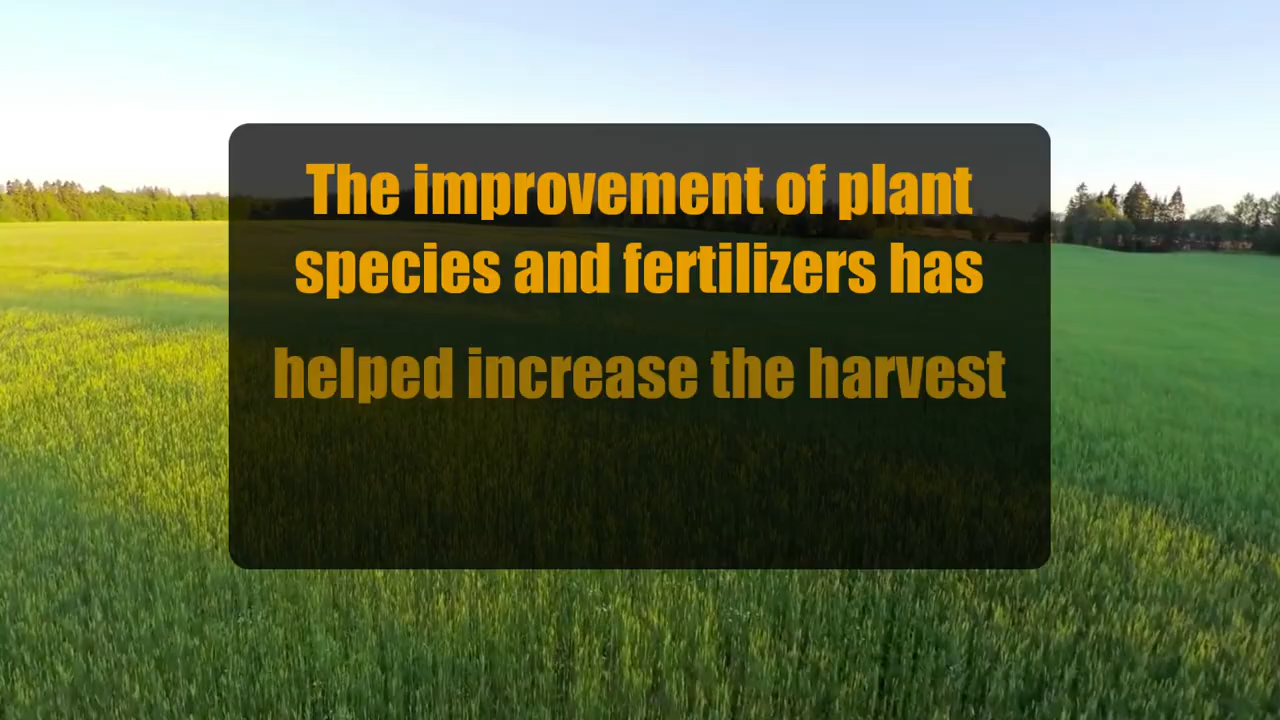 The improvement of plant
species and fertilizers has
helped increase the harvest